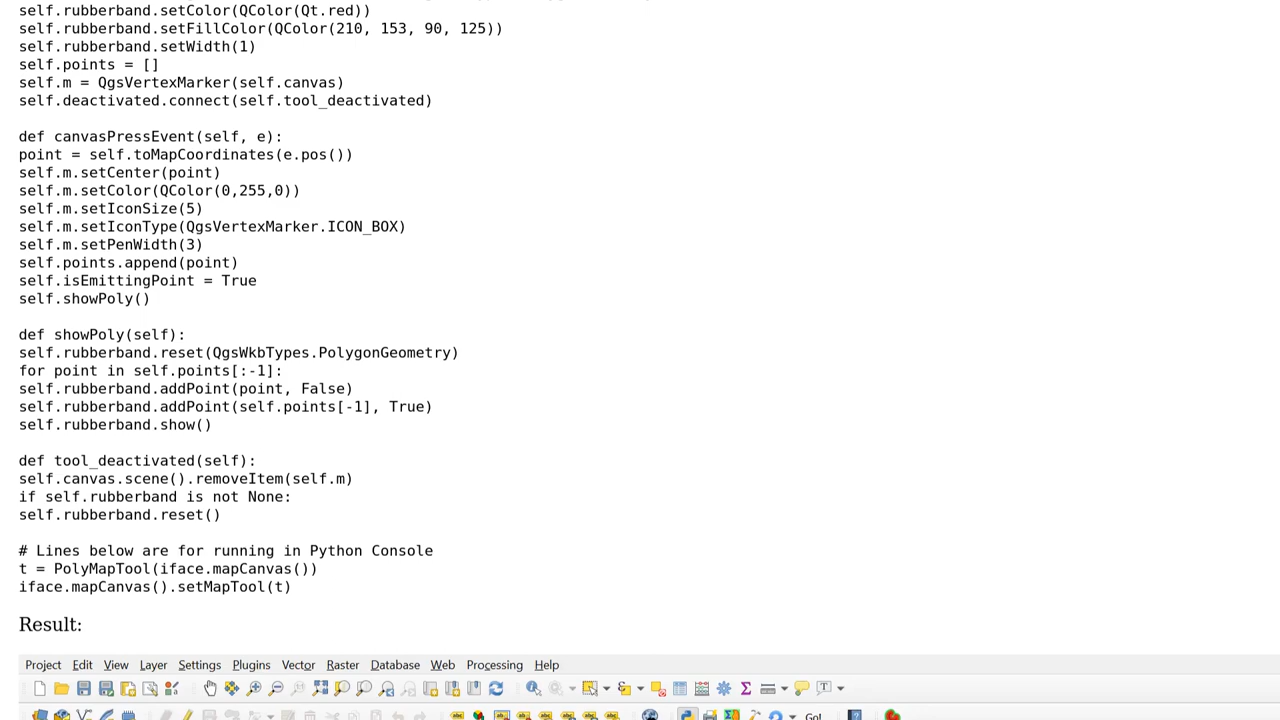 self.rubberband.setColor(QColor(Qt.red))
self.rubberband.setFillColor(QColor(210, 153, 90, 125))
self.rubberband.setWidth(1)
self.points = []
self.m = QgsVertexMarker(self.canvas)
self.deactivated.connect(self.tool_deactivated)
def canvasPressEvent(self, e):
point = self.toMapCoordinates(e.pos())
self.m.setCenter(point)
self.m.setColor(QColor(0,255,0))
self.m.setIconSize(5)
self.m.setIconType(QgsVertexMarker.ICON_BOX)
self.m.setPenWidth(3)
self.points.append(point)
self.isEmittingPoint = True
self.showPoly()
def showPoly(self):
self.rubberband.reset(QgsWkbTypes.PolygonGeometry)
for point in self.points[:-1]:
self.rubberband.addPoint(point, False)
self.rubberband.addPoint(self.points[-1], True)
self.rubberband.show()
def tool_deactivated(self):
self.canvas.scene().removeItem(self.m)
if self.rubberband is not None:
self.rubberband.reset()
# Lines below are for running in Python Console
t = PolyMapTool(iface.mapCanvas())
iface.mapCanvas().setMapTool(t)
Result:
Project Edit View Layer Settings Plugins Vector Raster Database Web Processing Help
Go!